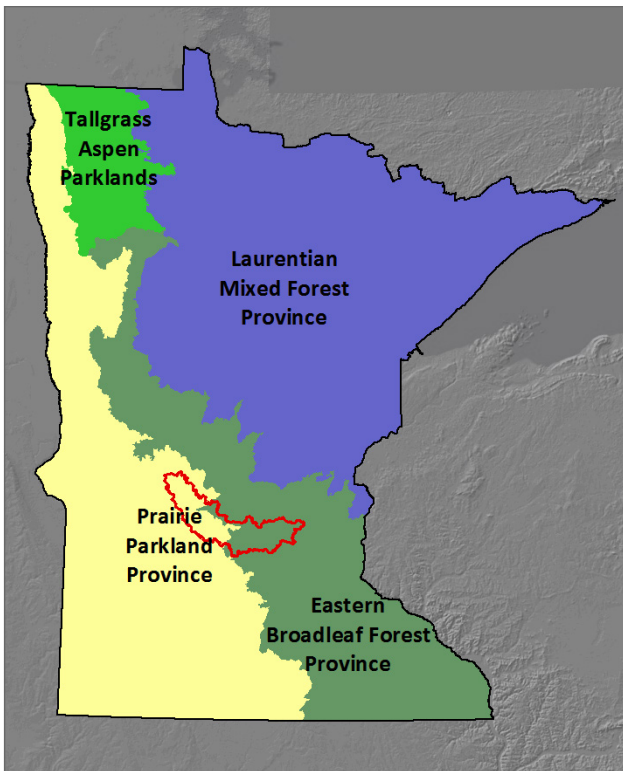 Tallgrass
Aspen
Parklands
Laurentian
Mixed Forest
Province
Prairie
Parkland
Province
Eastern
Broadleaf Forest
Province